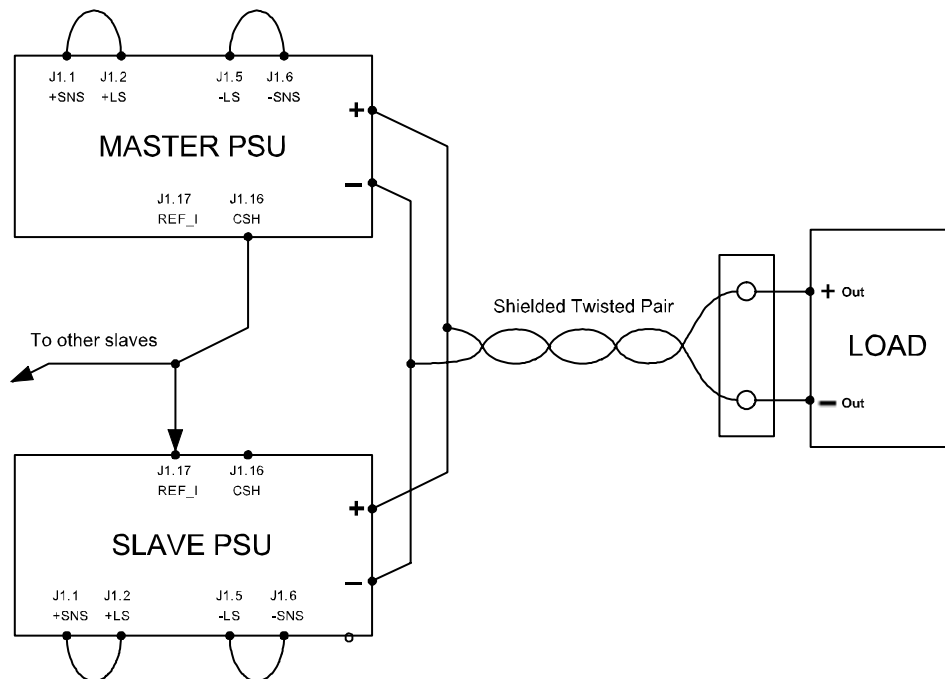 J1.1 J1.2 J1.5 J1.6
+SNS +LS -LS -SNS
+
MASTER PSU
−
J1.17 J1.16
REF_I CSH
Shielded Twisted Pair
+ Out
To other slaves
LOAD
− Out
J1.17 J1.16
REF_I CSH
+
SLAVE PSU
−
J1.1 J1.2 J1.5 J1.6
+SNS +LS -LS -SNS